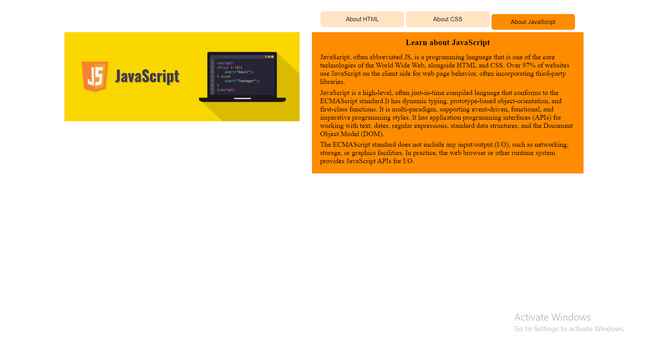 About HTML
About CSS
About JavaScript
JS
JavaScript
Learn about JavaScript
JavaScript, often abbreviated JS, is a programming language that is one of the core
technologies of the World Wide Web, alongside HTML and CSS. Over 97% of websites
use JavaScript on the client side for web page behavior, often incorporating third-party
libraries.
JavaScript is a high-level, often just-in-time compiled language that conforms to the
ECMAScript standard.It has dynamic typing, prototype-based object-orientation, and
first-class functions. It is multi-paradigm, supporting event-driven, functional, and
imperative programming styles. It has application programming interfaces (APIs) for
working with text, dates, regular expressions, standard data structures, and the Document
Object Model (DOM).
The ECMAScript standard does not include any input/output (I/O), such as networking,
storage, or graphics facilities. In practice, the web browser or other runtime system
provides JavaScript APIs for I/O.
Activate Windows
Go to Settings to activate Windows.